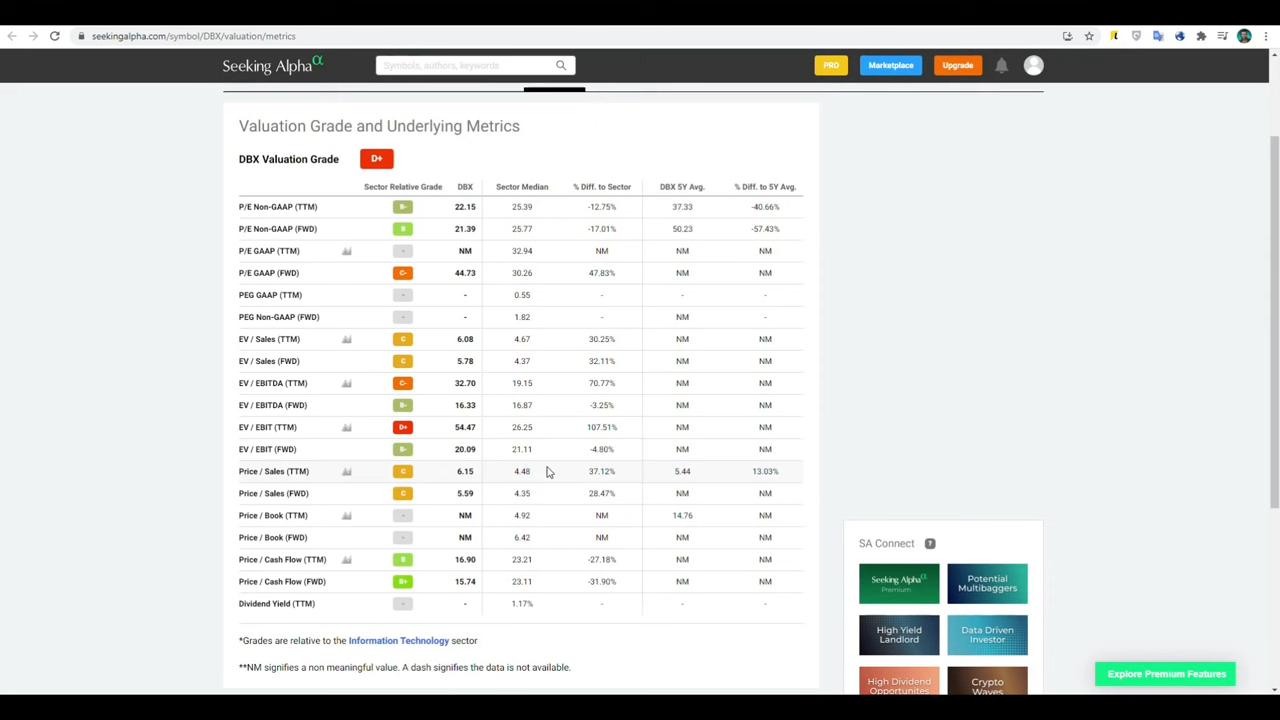 seekingalpha.com/symbol/DBX/valuation/metrics
Seeking Alpha α Symbols, authors, keywords PRO Marketplace Upgrade
Valuation Grade and Underlying Metrics
DBX Valuation Grade D+
Sector Relative Grade DBX Sector Median % Diff. to Sector DBX 5Y Avg. % Diff. to 5Y Avg.
P/E Non-GAAP (TTM) B- 22.15 25.39 -12.75% 37.33 -40.66%
P/E Non-GAAP (FWD) B 21.39 25.77 -17.01% 50.23 -57.43%
P/E GAAP (TTM) - NM 32.94 NM NM NM
P/E GAAP (FWD) C- 44.73 30.26 47.83% NM NM
PEG GAAP (TTM) - - 0.55 - - -
PEG Non-GAAP (FWD) - - 1.82 - NM -
EV / Sales (TTM) C 6.08 4.67 30.25% NM NM
EV / Sales (FWD) C 5.78 4.37 32.11% NM NM
EV / EBITDA (TTM) C- 32.70 19.15 70.77% NM NM
EV / EBITDA (FWD) B- 16.33 16.87 -3.25% NM NM
EV / EBIT (TTM) D+ 54.47 26.25 107.51% NM NM
EV / EBIT (FWD) B- 20.09 21.11 -4.80% NM NM
Price / Sales (TTM) C 6.15 4.48 37.12% 5.44 13.03%
Price / Sales (FWD) C 5.59 4.35 28.47% NM NM
Price / Book (TTM) - NM 4.92 NM 14.76 NM
Price / Book (FWD) - NM 6.42 NM NM NM
Price / Cash Flow (TTM) B 16.90 23.21 -27.18% NM NM
Price / Cash Flow (FWD) B+ 15.74 23.11 -31.90% NM NM
Dividend Yield (TTM) - - 1.17% - - -
*Grades are relative to the Information Technology sector
**NM signifies a non meaningful value. A dash signifies the data is not available.
SA Connect ?
Seeking Alpha α
Premium
Potential
Multibaggers
High Yield
Landlord
Data Driven
Investor
High Dividend
Opportunities
Crypto
Waves
Explore Premium Features